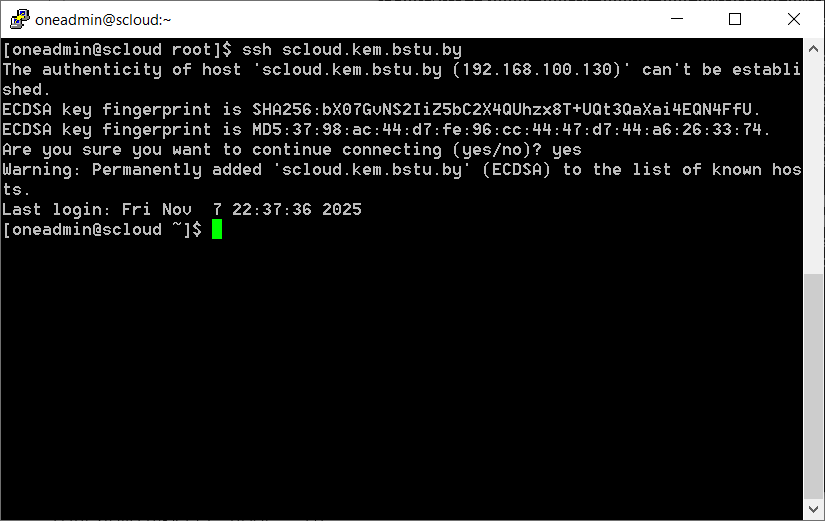 oneadmin@scloud:~
[oneadmin@scloud root]$ ssh scloud.kem.bstu.by
The authenticity of host 'scloud.kem.bstu.by (192.168.100.130)' can't be establi
shed.
ECDSA key fingerprint is SHA256:bX07GvNS2IiZ5bC2X4QUhzx8T+UQt3QaXai4EQN4FfU.
ECDSA key fingerprint is MD5:37:98:ac:44:d7:fe:96:cc:44:47:d7:44:a6:26:33:74.
Are you sure you want to continue connecting (yes/no)? yes
Warning: Permanently added 'scloud.kem.bstu.by' (ECDSA) to the list of known hos
ts.
Last login: Fri Nov  7 22:37:36 2025
[oneadmin@scloud ~]$